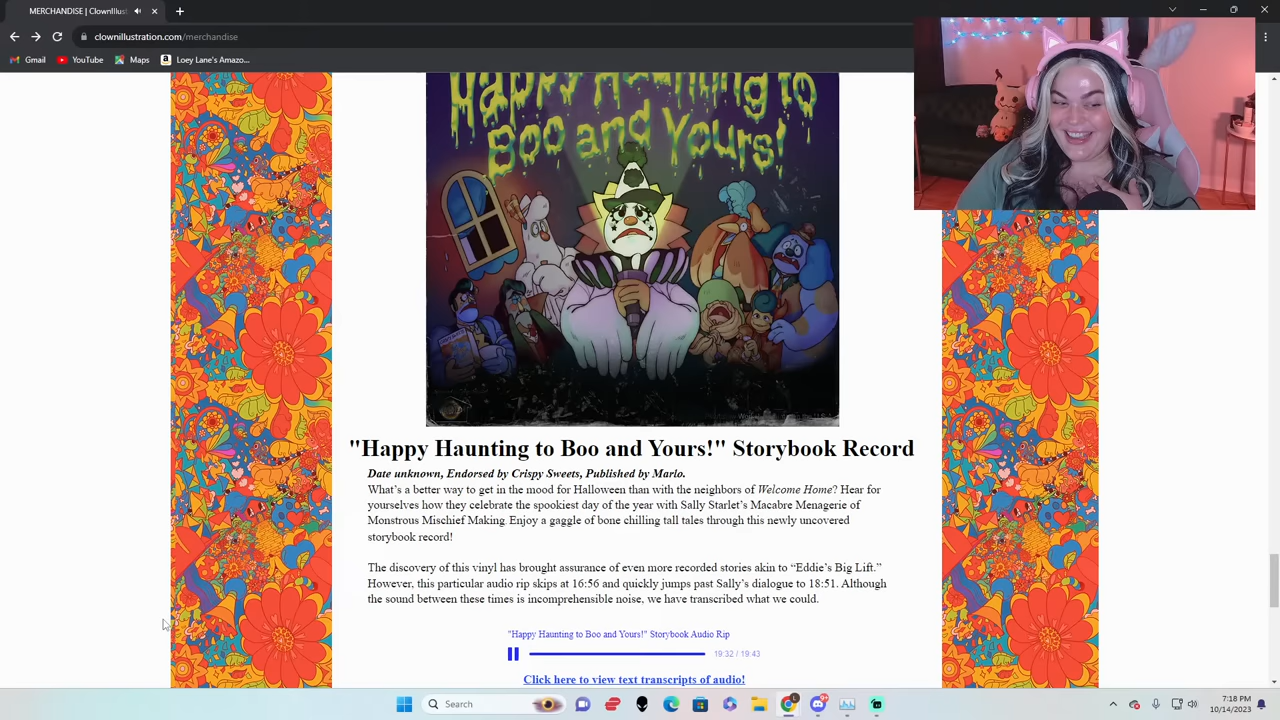 MERCHANDISE | ClownIllust
clownillustration.com/merchandise
Gmail
YouTube
Maps
Loey Lane's Amazo...
Happy Haunting to
Boo and Yours!
"Happy Haunting to Boo and Yours!" Storybook Record
Date unknown, Endorsed by Crispy Sweets, Published by Marlo.
What's a better way to get in the mood for Halloween than with the neighbors of Welcome Home? Hear for
yourselves how they celebrate the spookiest day of the year with Sally Starlet's Macabre Menagerie of
Monstrous Mischief Making. Enjoy a gaggle of bone chilling tall tales through this newly uncovered
storybook record!
The discovery of this vinyl has brought assurance of even more recorded stories akin to “Eddie's Big Lift.”
However, this particular audio rip skips at 16:56 and quickly jumps past Sally's dialogue to 18:51. Although
the sound between these times is incomprehensible noise, we have transcribed what we could.
"Happy Haunting to Boo and Yours!" Storybook Audio Rip
19:32 / 19:43
Click here to view text transcripts of audio!
Search
7:18 PM
10/14/2023